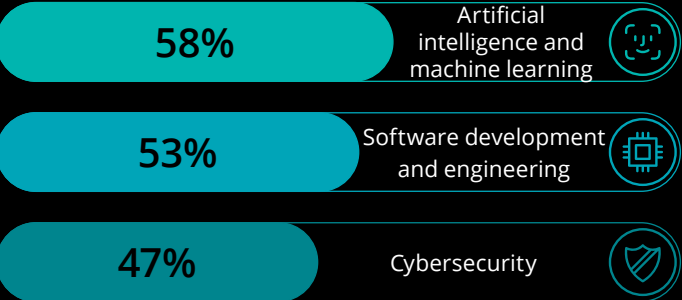 58%
Artificial
intelligence and
machine learning
53%
Software development
and engineering
47%
Cybersecurity